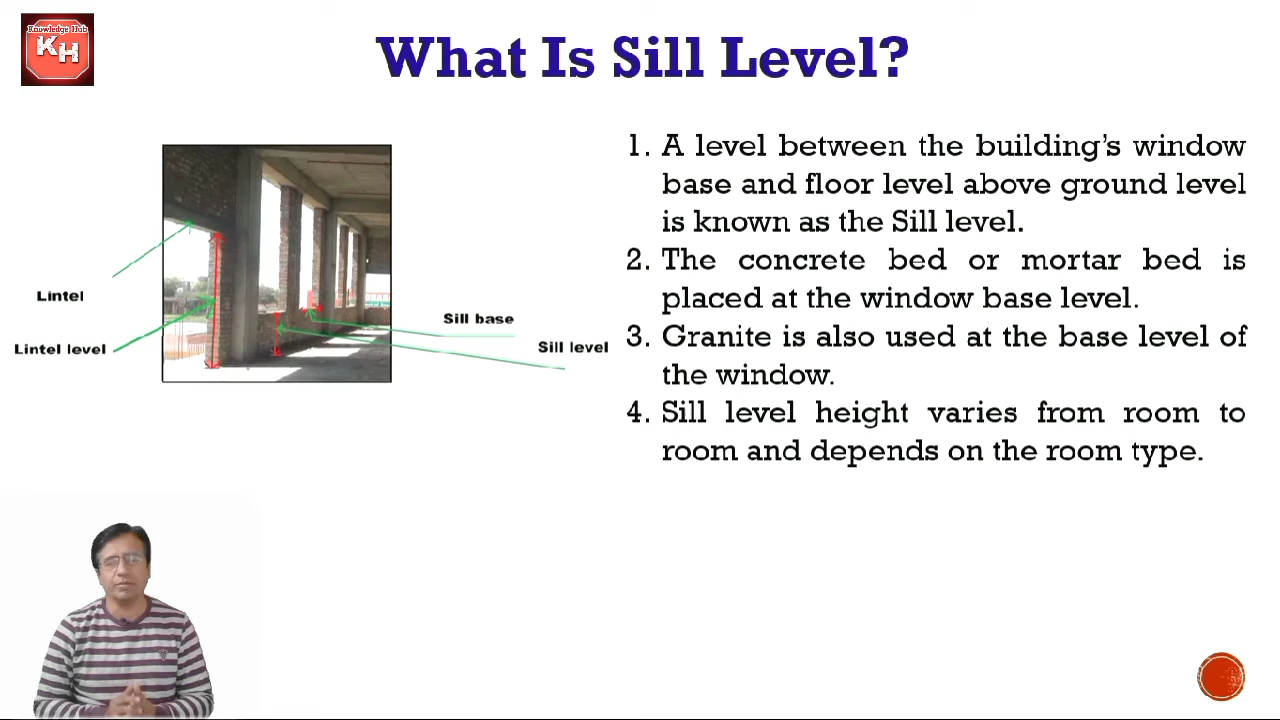 Knowledge Hub
KH
What Is Sill Level?
Lintel
Lintel level
Sill base
Sill level
1. A level between the building's window
base and floor level above ground level
is known as the Sill level.
2. The concrete bed or mortar bed is
placed at the window base level.
3. Granite is also used at the base level of
the window.
4. Sill level height varies from room to
room and depends on the room type.